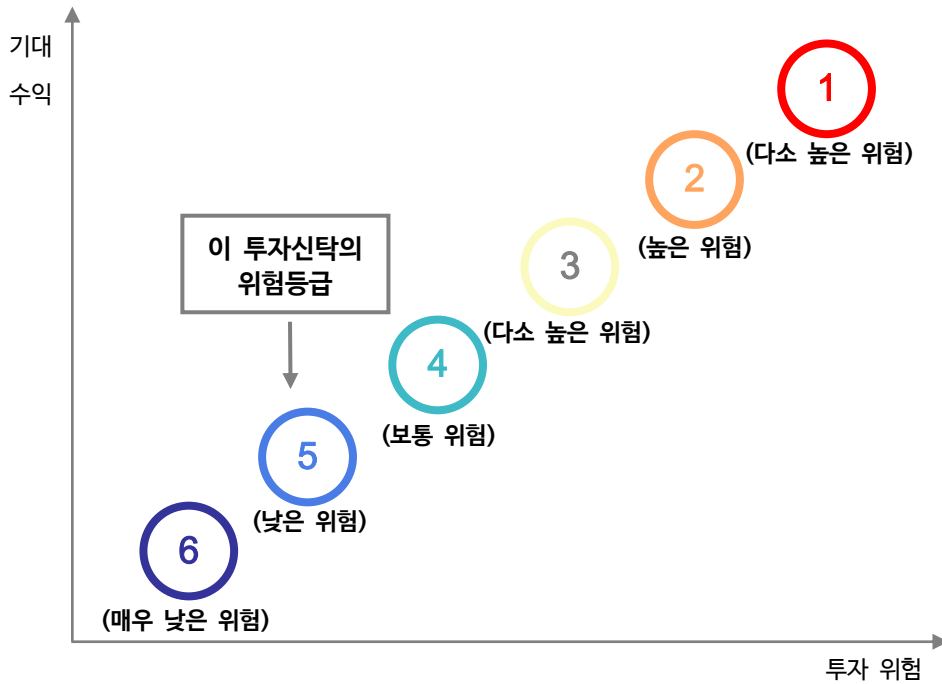 기대
수익
1
(다소 높은 위험)
2
(높은 위험)
이 투자신탁의
위험등급
3
(다소 높은 위험)
4
(보통 위험)
5
(낮은 위험)
6
(매우 낮은 위험)
투자 위험